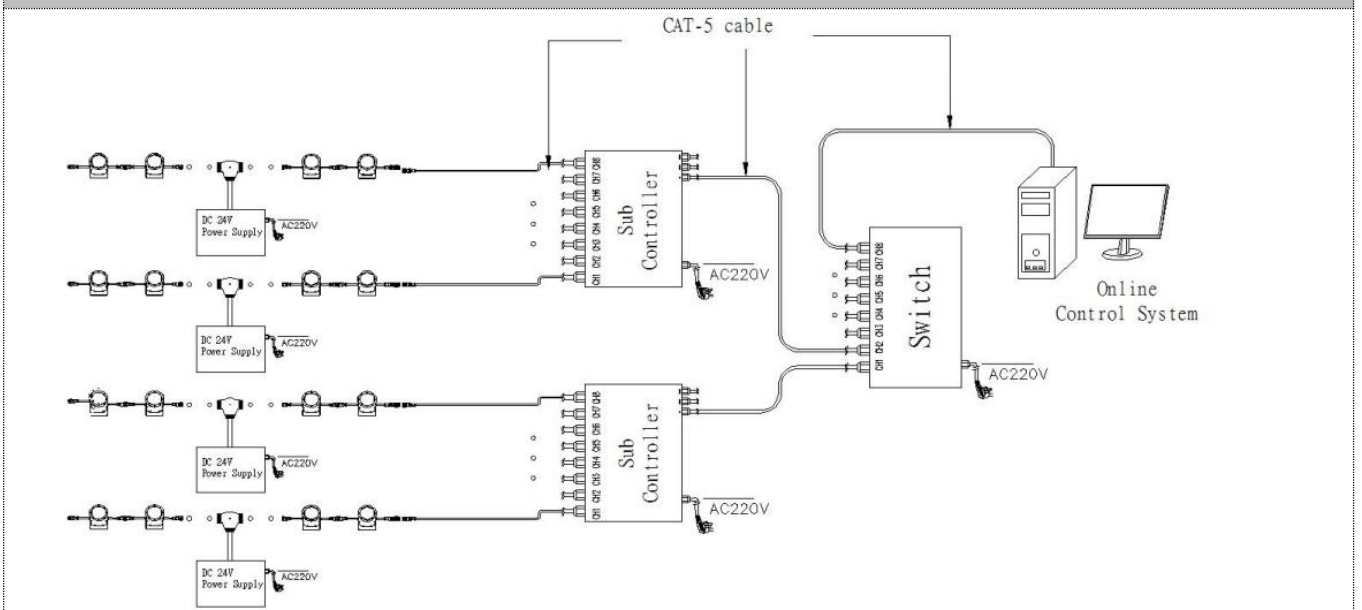 CAT-5 cable
DC 24V
Power Supply
AC220V
DC 24V
Power Supply
AC220V
CH8
CH7
CH6
CH5
CH4
CH3
CH2
CH1
Sub
Controller
AC220V
DC 24V
Power Supply
AC220V
DC 24V
Power Supply
AC220V
CH8
CH7
CH6
CH5
CH4
CH3
CH2
CH1
Sub
Controller
AC220V
CH8
CH7
CH6
CH5
CH4
CH3
CH2
CH1
Switch
AC220V
Online
Control System